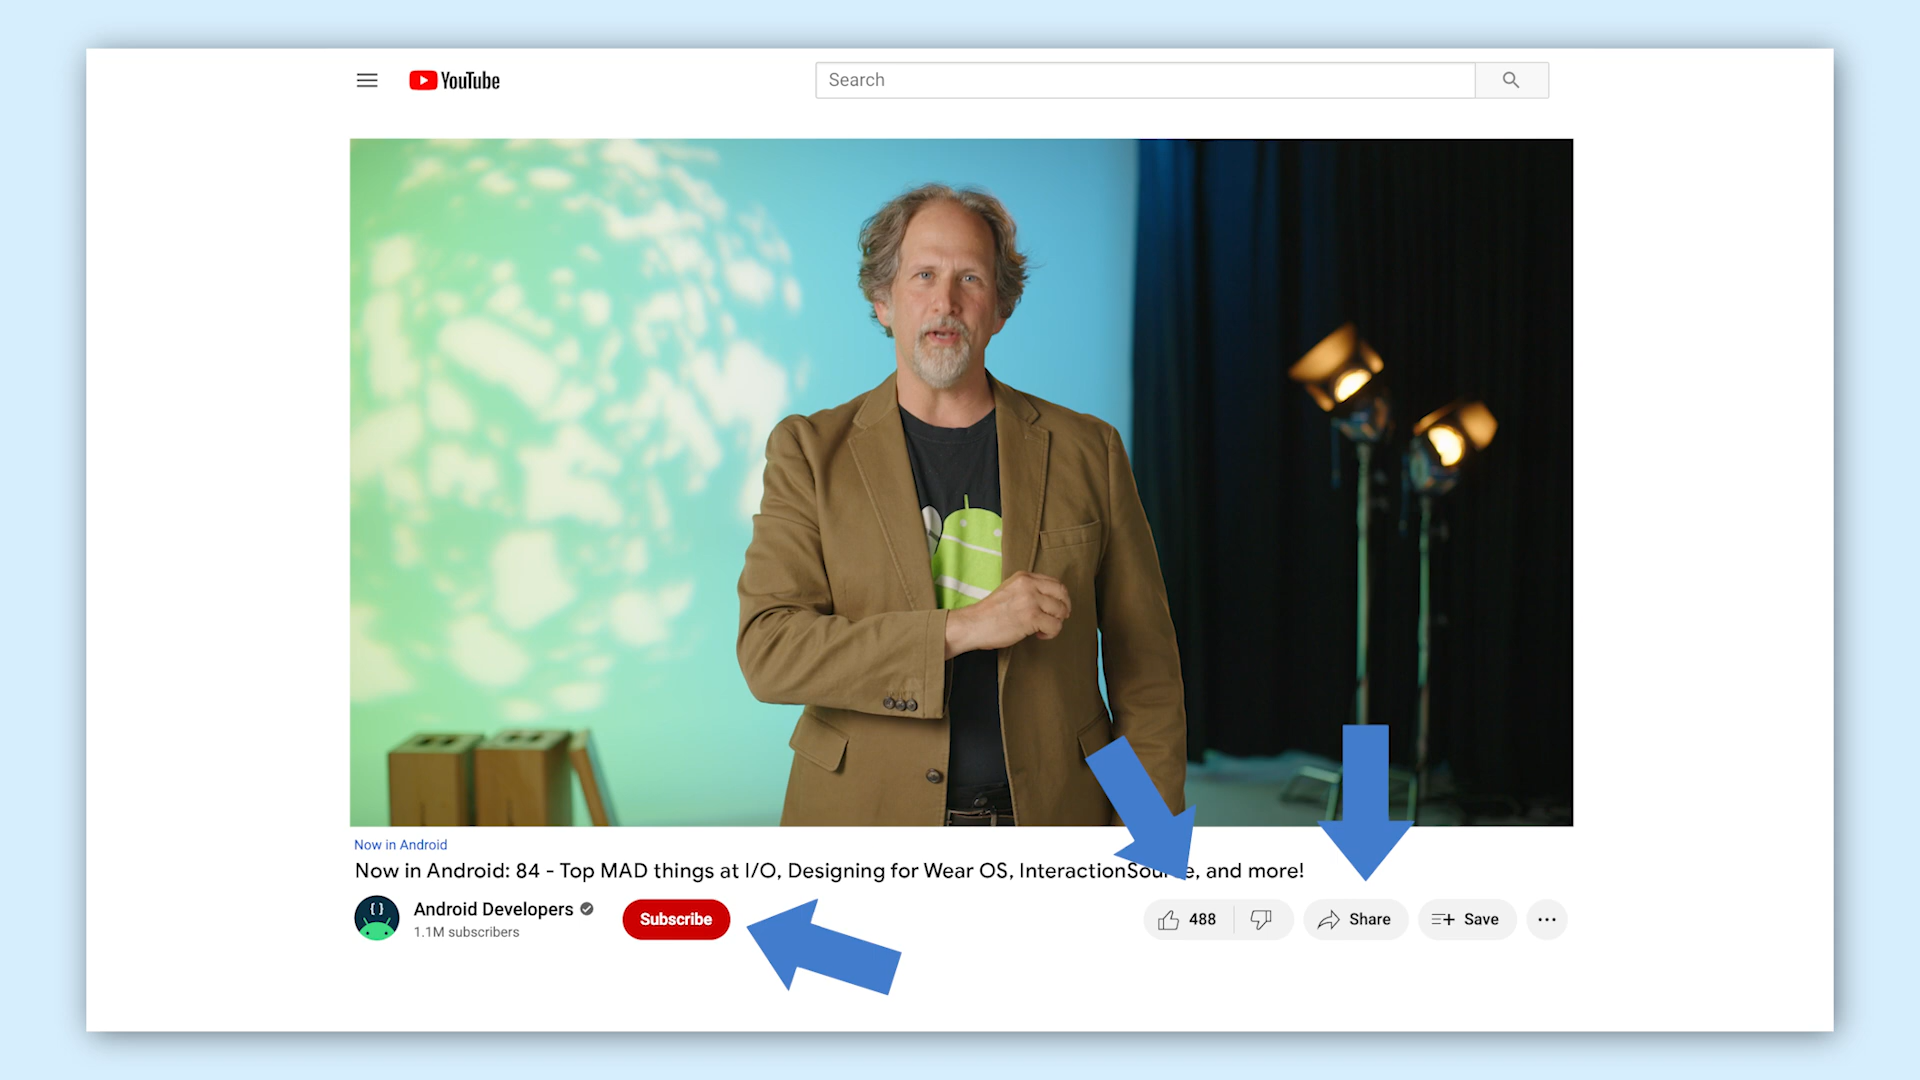 YouTube
Search
Now in Android
Now in Android: 84 - Top MAD things at I/O, Designing for Wear OS, InteractionSource, and more!
Android Developers
1.1M subscribers
Subscribe
488
Share
Save